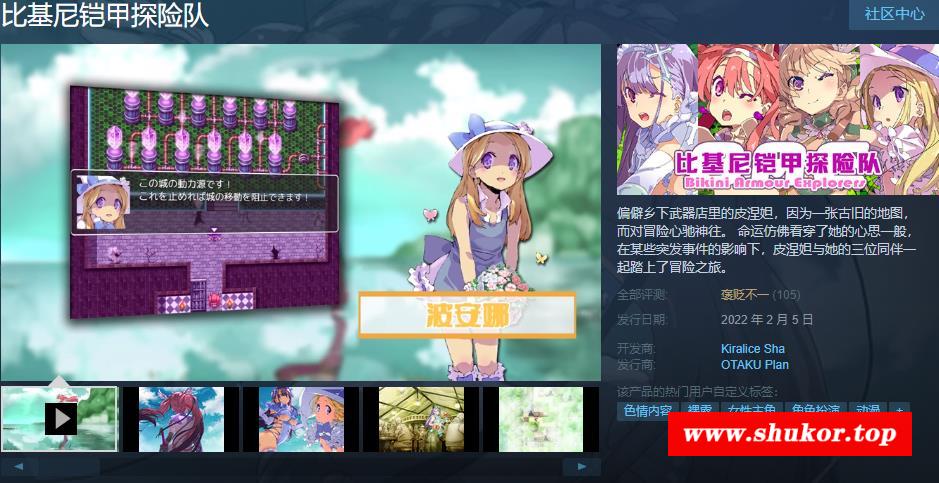 比基尼铠甲探险队
社区中心
この城の動力源です！
これを止めれば城の移動を阻止できます！
波安娜
比基尼铠甲探险队
Bikini Armour Explorers
偏僻乡下武器店里的皮涅妲，因为一张古旧的地图，
而对冒险心驰神往。 命运仿佛看穿了她的心思一般，
在某些突发事件的影响下，皮涅妲与她的三位同伴一
起踏上了冒险之旅。
全部评测: 褒贬不一 (105)
发行日期: 2022 年 2 月 5 日
开发商: Kiralice Sha
发行商: OTAKU Plan
该产品的热门用户自定义标签：
色情内容 裸露 女性主角 角色扮演 动漫 +
www.shukor.top